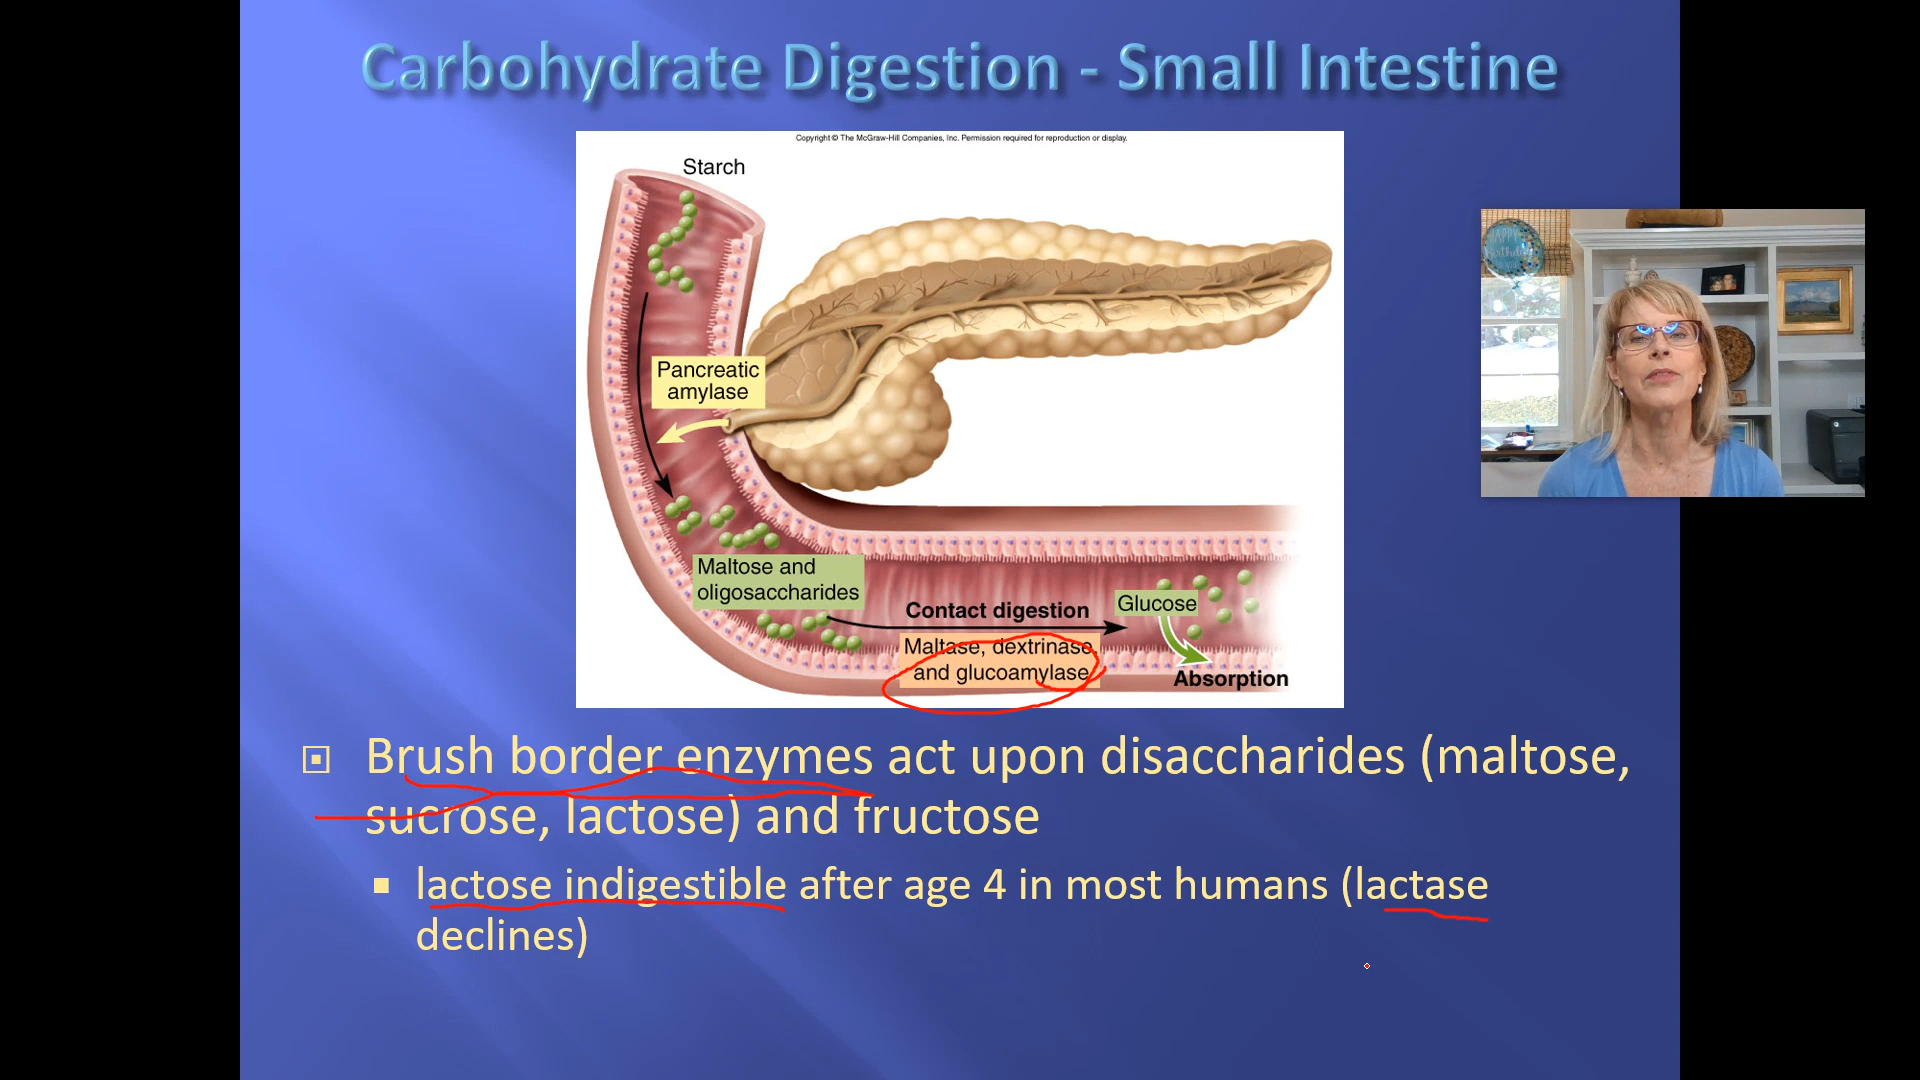 Carbohydrate Digestion - Small Intestine
Copyright © The McGraw-Hill Companies, Inc. Permission required for reproduction or display.
Starch
Pancreatic
amylase
Maltose and
oligosaccharides
Contact digestion
Glucose
Maltase, dextrinase,
and glucoamylase
Absorption
HAPPY
Birthday
Brush border enzymes act upon disaccharides (maltose,
sucrose, lactose) and fructose
lactose indigestible after age 4 in most humans (lactase
declines)